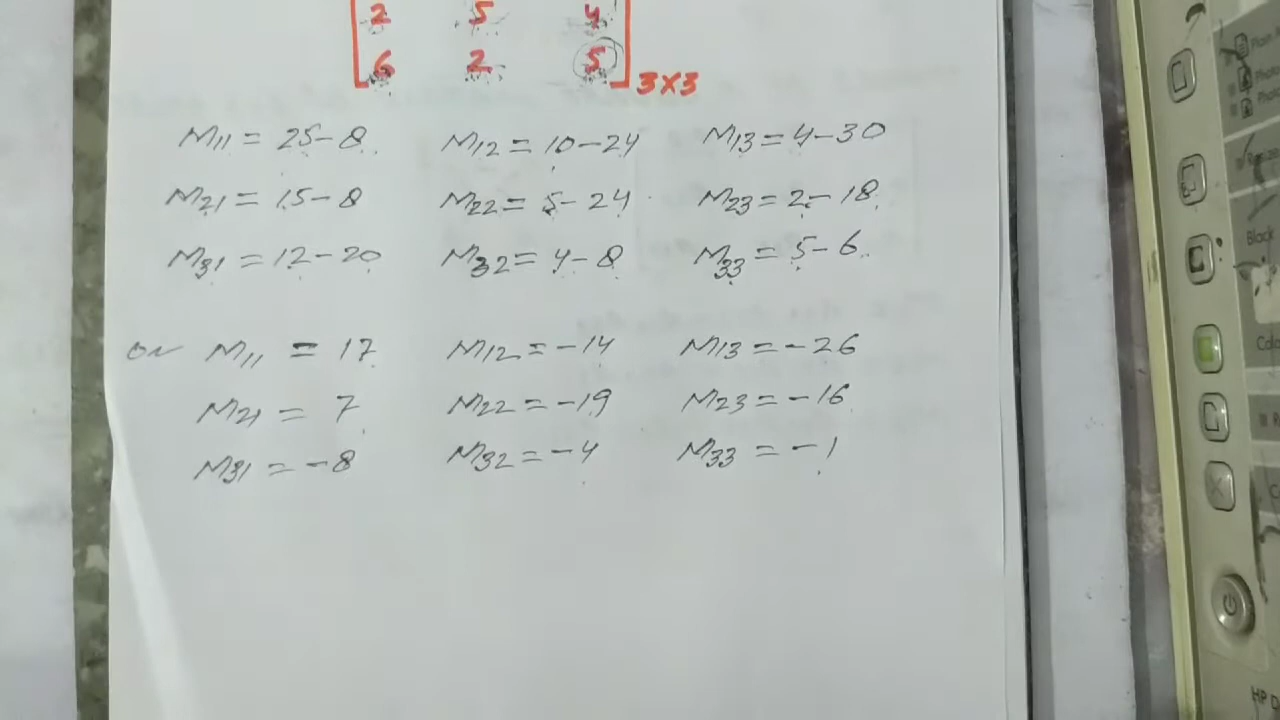 2 5 4
6 2 5
3×3
M11 = 25-8 M12 = 10-24 M13 = 4-30
M21 = 15-8 M22 = 5-24 M23 = 2-18
M31 = 12-20 M32 = 4-8 M33 = 5-6
or M11 = 17 M12 = -14 M13 = -26
M21 = 7 M22 = -19 M23 = -16
M31 = -8 M32 = -4 M33 = -1
Black
HP